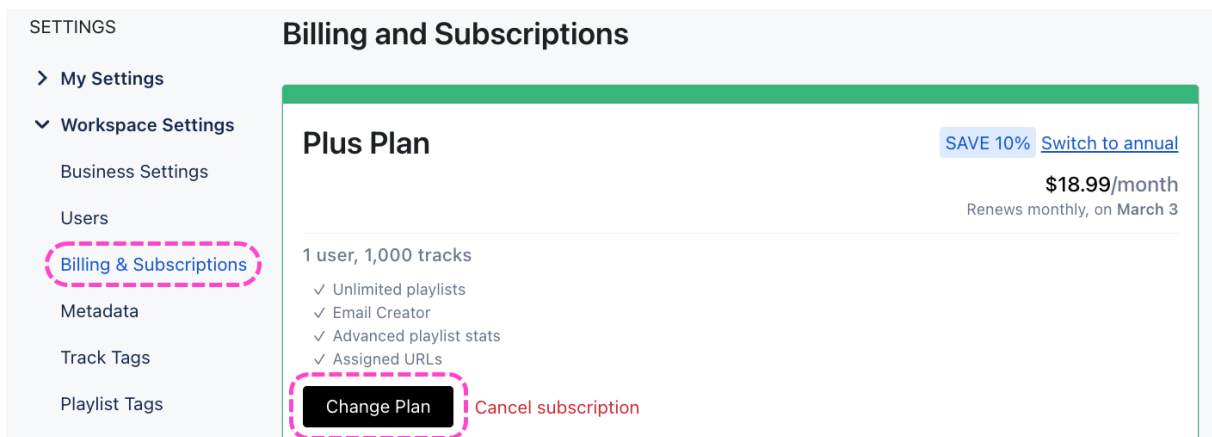 SETTINGS
My Settings
Workspace Settings
Business Settings
Users
Billing & Subscriptions
Metadata
Track Tags
Playlist Tags
Billing and Subscriptions
Plus Plan
SAVE 10% Switch to annual
$18.99/month
Renews monthly, on March 3
1 user, 1,000 tracks
✓ Unlimited playlists
✓ Email Creator
✓ Advanced playlist stats
✓ Assigned URLs
Change Plan Cancel subscription